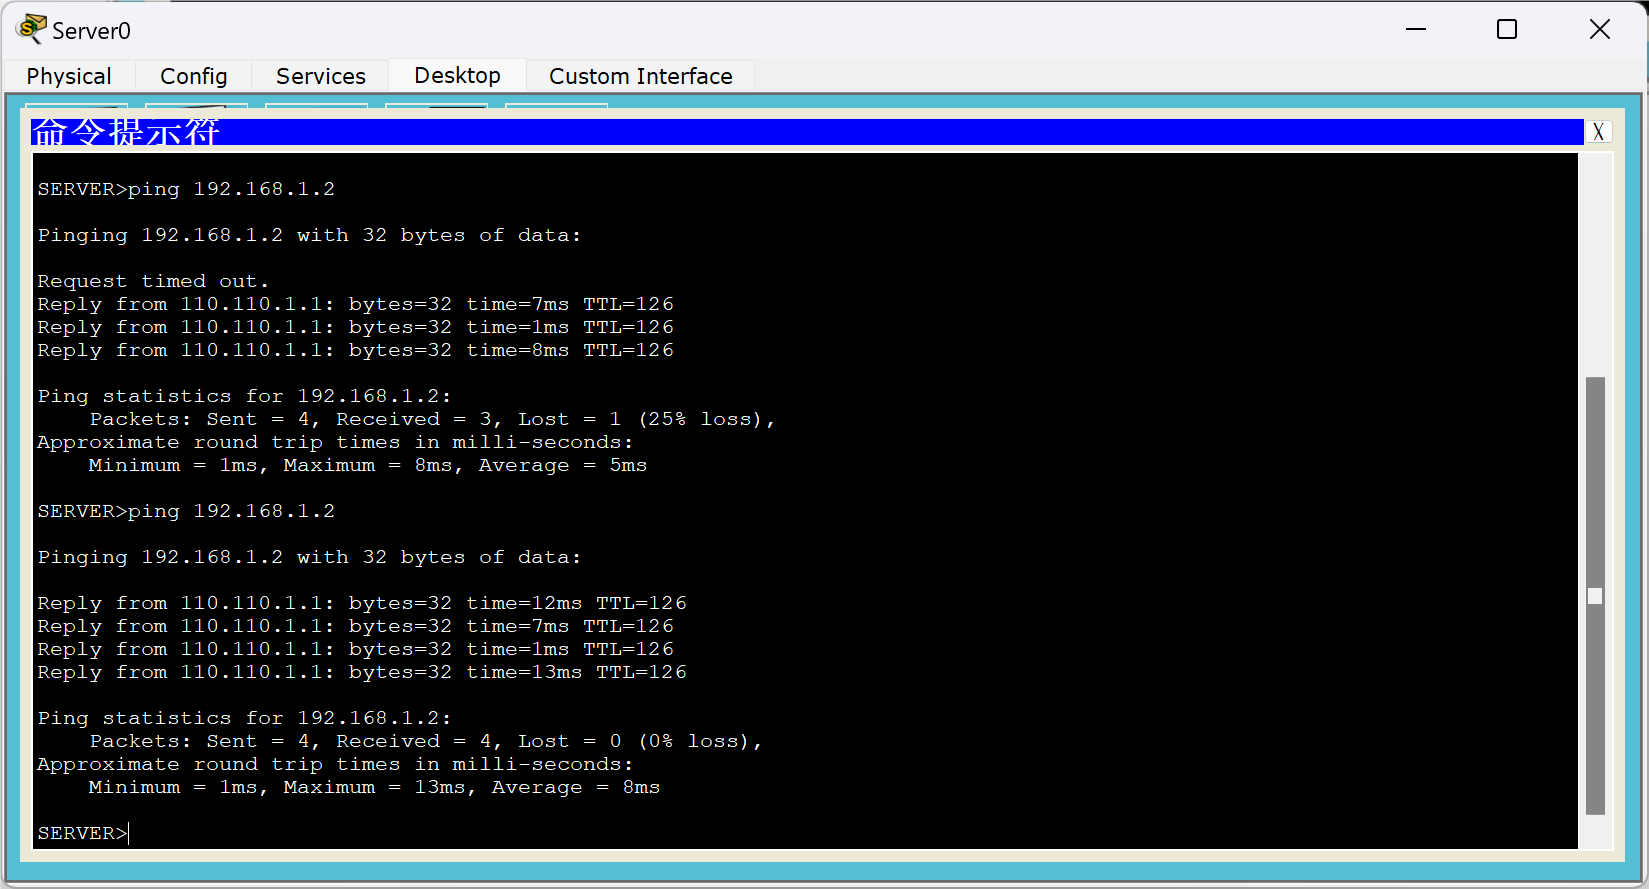 Server0
Physical Config Services Desktop Custom Interface
命令提示符
X
SERVER>ping 192.168.1.2
Pinging 192.168.1.2 with 32 bytes of data:
Request timed out.
Reply from 110.110.1.1: bytes=32 time=7ms TTL=126
Reply from 110.110.1.1: bytes=32 time=1ms TTL=126
Reply from 110.110.1.1: bytes=32 time=8ms TTL=126
Ping statistics for 192.168.1.2:
Packets: Sent = 4, Received = 3, Lost = 1 (25% loss),
Approximate round trip times in milli-seconds:
Minimum = 1ms, Maximum = 8ms, Average = 5ms
SERVER>ping 192.168.1.2
Pinging 192.168.1.2 with 32 bytes of data:
Reply from 110.110.1.1: bytes=32 time=12ms TTL=126
Reply from 110.110.1.1: bytes=32 time=7ms TTL=126
Reply from 110.110.1.1: bytes=32 time=1ms TTL=126
Reply from 110.110.1.1: bytes=32 time=13ms TTL=126
Ping statistics for 192.168.1.2:
Packets: Sent = 4, Received = 4, Lost = 0 (0% loss),
Approximate round trip times in milli-seconds:
Minimum = 1ms, Maximum = 13ms, Average = 8ms
SERVER>